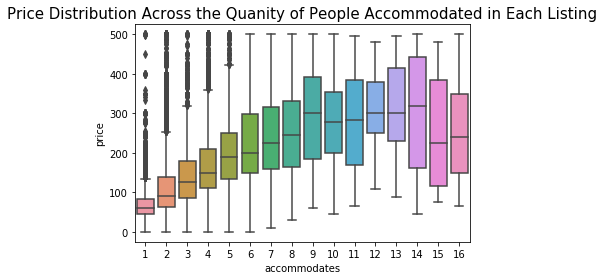 Price Distribution Across the Quanity of People Accommodated in Each Listing
500
400
300
200
100
0
price
1 2 3 4 5 6 7 8 9 10 11 12 13 14 15 16
accommodates